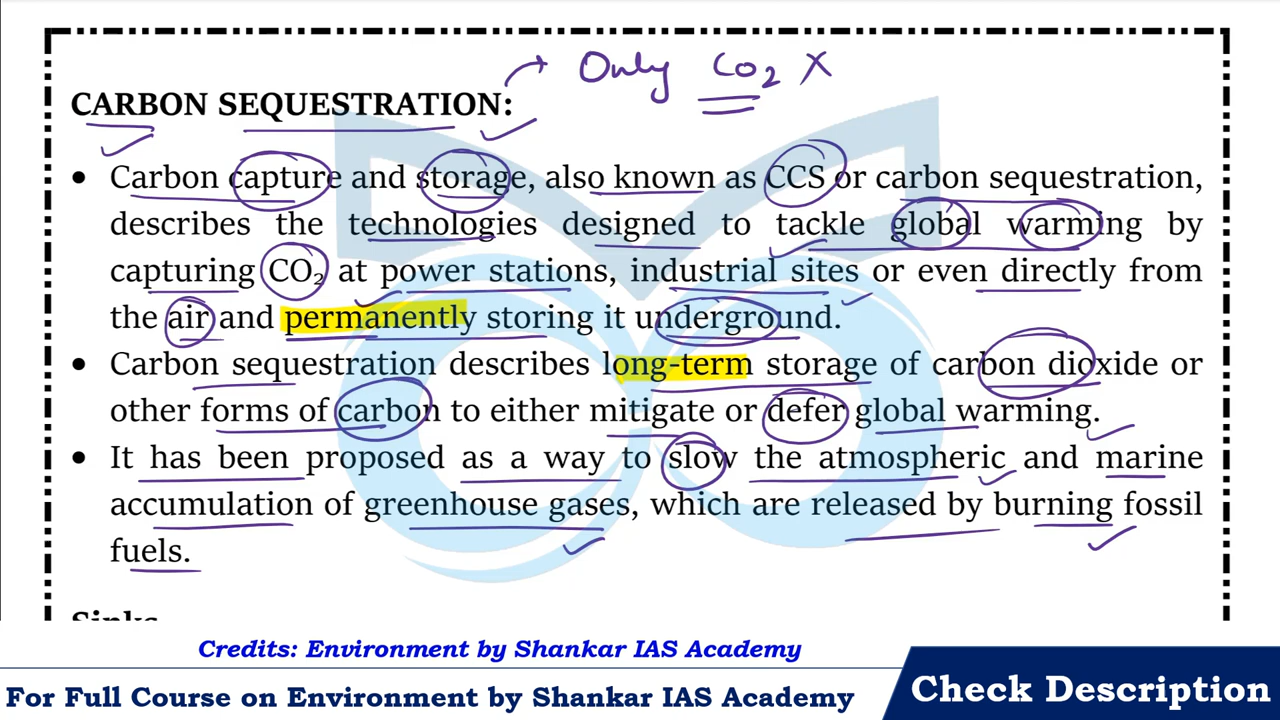 Only CO2 X
CARBON SEQUESTRATION:
• Carbon capture and storage, also known as CCS or carbon sequestration,
describes the technologies designed to tackle global warming by
capturing CO₂ at power stations, industrial sites or even directly from
the air and permanently storing it underground.
• Carbon sequestration describes long-term storage of carbon dioxide or
other forms of carbon to either mitigate or defer global warming.
• It has been proposed as a way to slow the atmospheric and marine
accumulation of greenhouse gases, which are released by burning fossil
fuels.
Sinks
Credits: Environment by Shankar IAS Academy
For Full Course on Environment by Shankar IAS Academy
Check Description